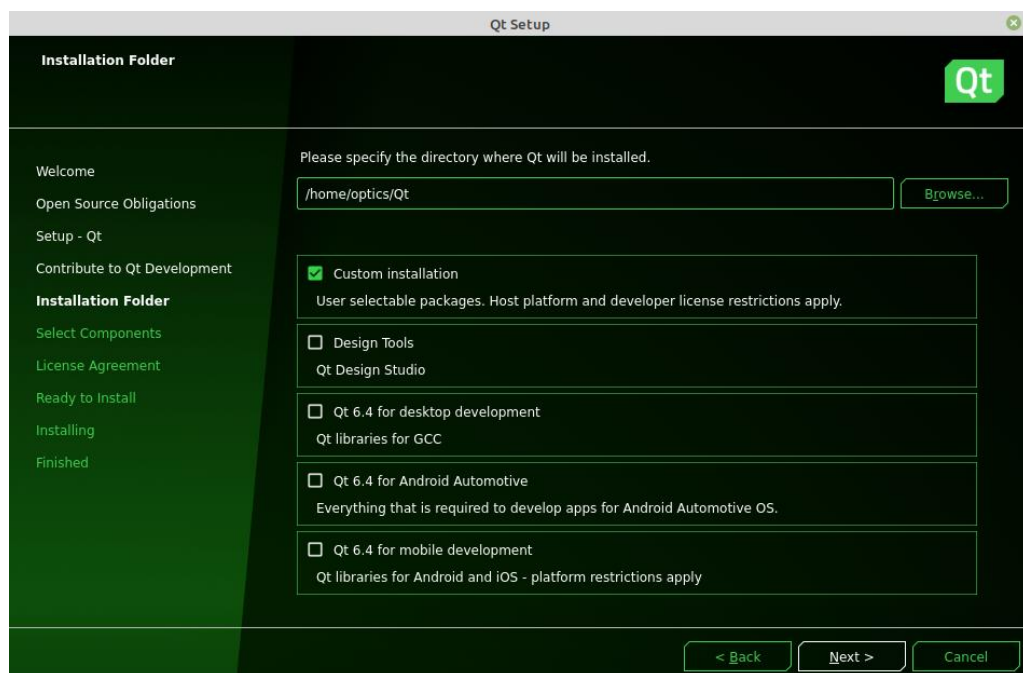 Qt Setup
Installation Folder
Qt
Welcome
Open Source Obligations
Setup - Qt
Contribute to Qt Development
Installation Folder
Select Components
License Agreement
Ready to Install
Installing
Finished
Please specify the directory where Qt will be installed.
/home/optics/Qt
Browse...
Custom installation
User selectable packages. Host platform and developer license restrictions apply.
Design Tools
Qt Design Studio
Qt 6.4 for desktop development
Qt libraries for GCC
Qt 6.4 for Android Automotive
Everything that is required to develop apps for Android Automotive OS.
Qt 6.4 for mobile development
Qt libraries for Android and iOS - platform restrictions apply
< Back
Next >
Cancel